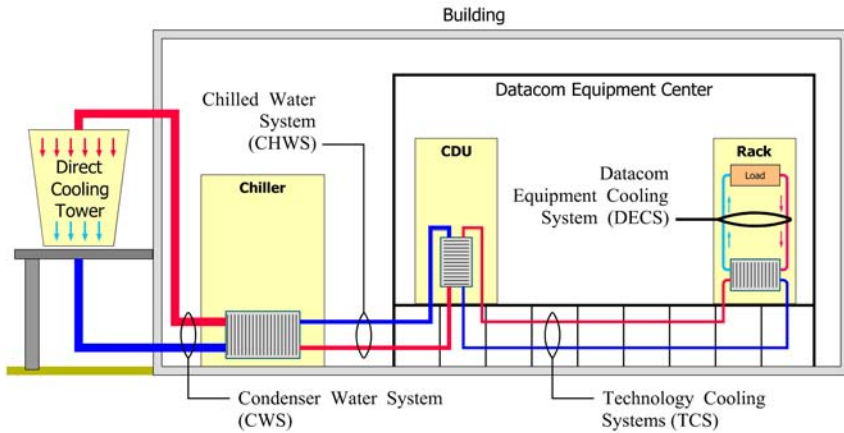 Building
Datacom Equipment Center
Chilled Water
System
(CHWS)
Direct
Cooling
Tower
Chiller
CDU
Rack
Load
Datacom
Equipment Cooling
System (DECS)
Condenser Water System
(CWS)
Technology Cooling
Systems (TCS)